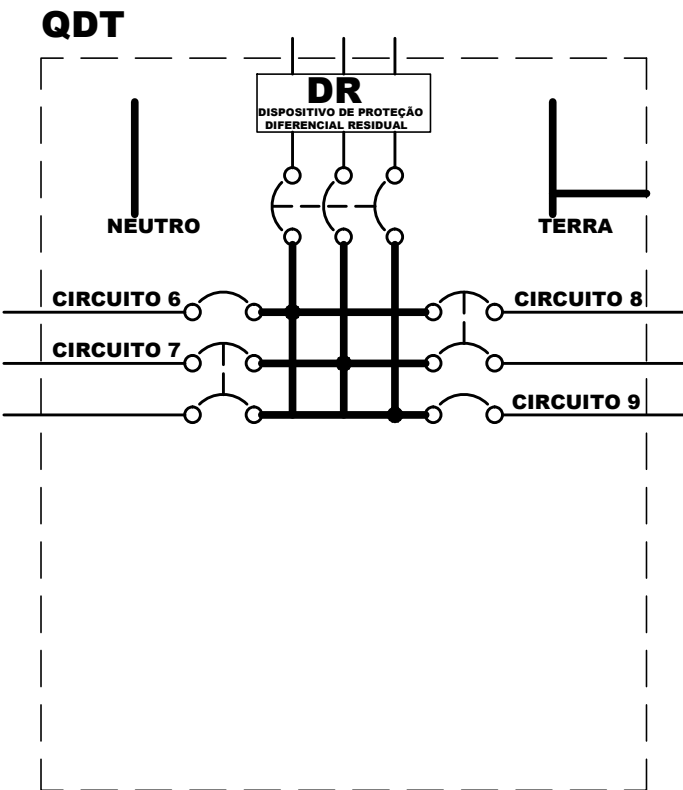 QDT
DR
DISPOSITIVO DE PROTEÇÃO
DIFERENCIAL RESIDUAL
NEUTRO
TERRA
CIRCUITO 6
CIRCUITO 8
CIRCUITO 7
CIRCUITO 9